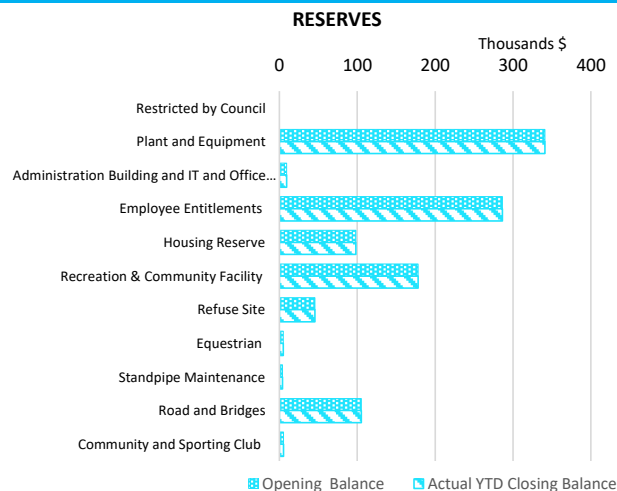 RESERVES
Thousands $
0 100 200 300 400
Restricted by Council
Plant and Equipment
Administration Building and IT and Office...
Employee Entitlements
Housing Reserve
Recreation & Community Facility
Refuse Site
Equestrian
Standpipe Maintenance
Road and Bridges
Community and Sporting Club
Opening Balance Actual YTD Closing Balance